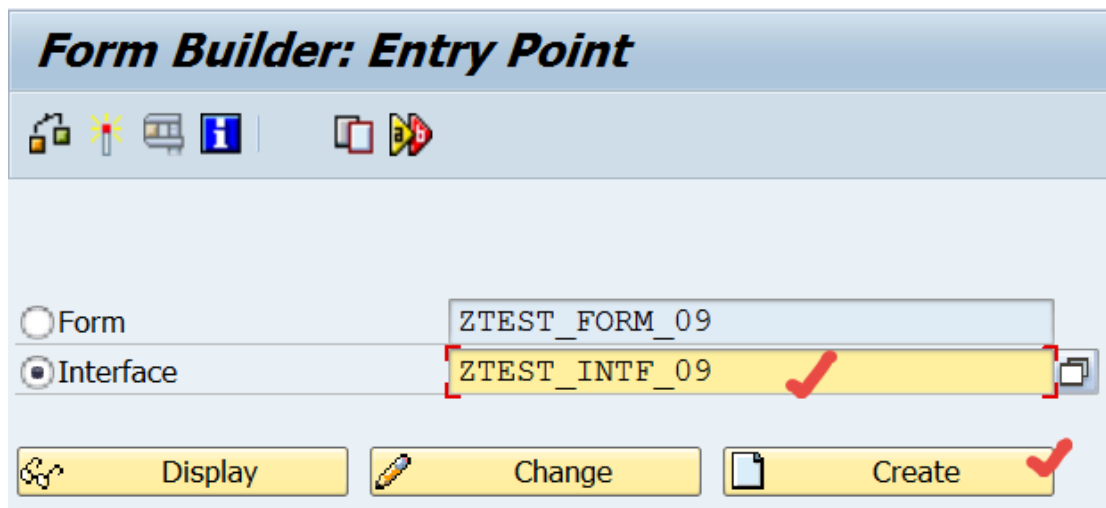 Form Builder: Entry Point
Form ZTEST_FORM_09
Interface ZTEST_INTF_09
Display Change Create